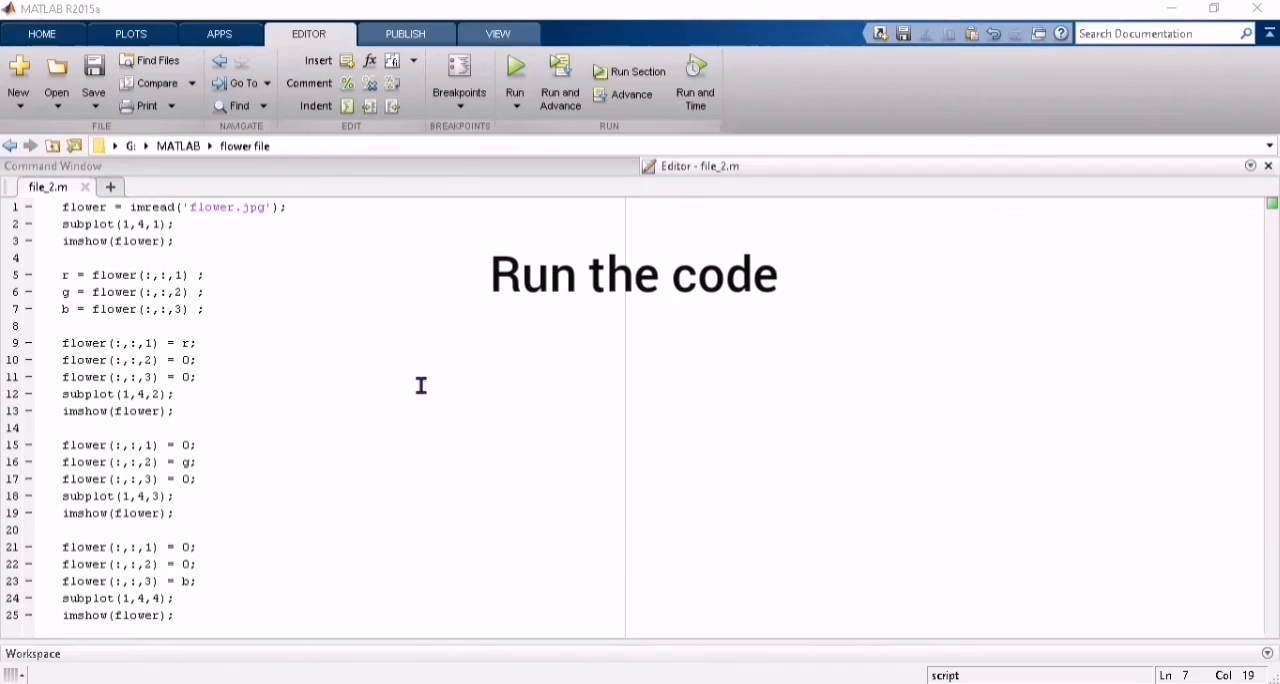 MATLAB R2015a
HOME PLOTS APPS EDITOR PUBLISH VIEW
Search Documentation
New Open Save
Find Files
Compare
Print
Go To
Find
Insert fx
Comment
Indent
Breakpoints
Run
Run and Advance
Run Section
Advance
Run and Time
FILE NAVIGATE EDIT BREAKPOINTS RUN
G: MATLAB flower file
Command Window
Editor - file_2.m
file_2.m
1 flower = imread('flower.jpg');
2 subplot(1,4,1);
3 imshow(flower);
4
5 r = flower(:,:,1) ;
6 g = flower(:,:,2) ;
7 b = flower(:,:,3) ;
8
9 flower(:,:,1) = r;
10 flower(:,:,2) = 0;
11 flower(:,:,3) = 0;
12 subplot(1,4,2);
13 imshow(flower);
14
15 flower(:,:,1) = 0;
16 flower(:,:,2) = g;
17 flower(:,:,3) = 0;
18 subplot(1,4,3);
19 imshow(flower);
20
21 flower(:,:,1) = 0;
22 flower(:,:,2) = 0;
23 flower(:,:,3) = b;
24 subplot(1,4,4);
25 imshow(flower);
Run the code
Workspace
script Ln 7 Col 19